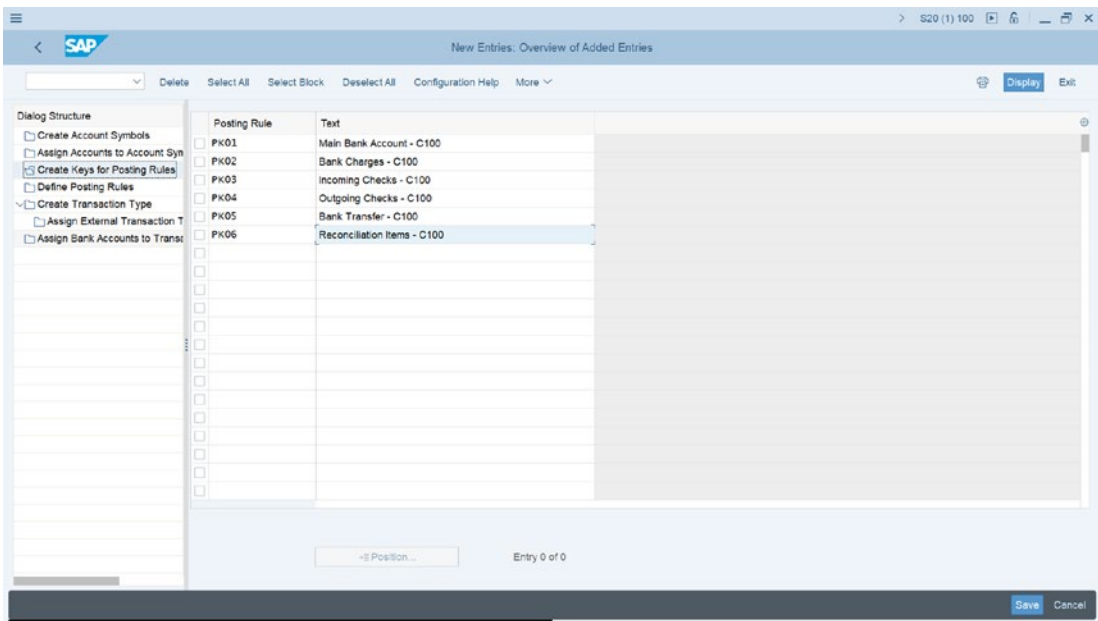 S20 (1) 100
SAP
New Entries: Overview of Added Entries
Delete Select All Select Block Deselect All Configuration Help More Display Exit
Dialog Structure
Create Account Symbols
Assign Accounts to Account Sym
Create Keys for Posting Rules
Define Posting Rules
Create Transaction Type
Assign External Transaction T
Assign Bank Accounts to Transa
Posting Rule Text
PK01 Main Bank Account - C100
PK02 Bank Charges - C100
PK03 Incoming Checks - C100
PK04 Outgoing Checks - C100
PK05 Bank Transfer - C100
PK06 Reconciliation Items - C100
Position... Entry 0 of 0
Save Cancel